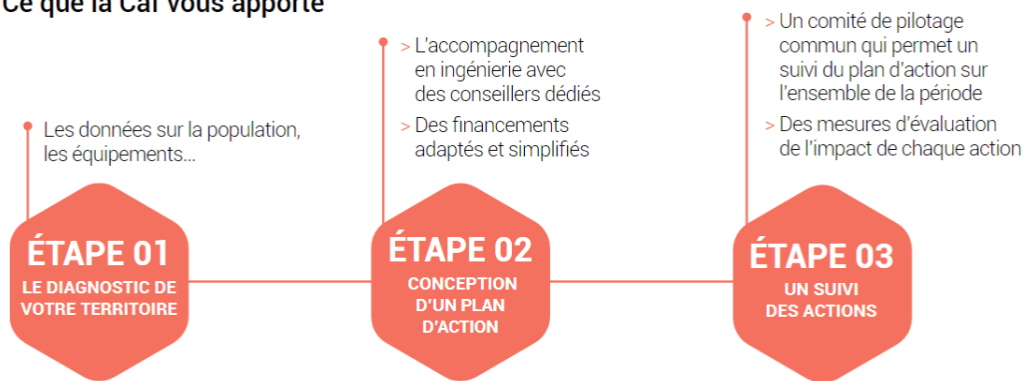 Ce que la Caf vous apporte
Les données sur la population,
les équipements...
ÉTAPE 01
LE DIAGNOSTIC DE
VOTRE TERRITOIRE
> L'accompagnement
en ingénierie avec
des conseillers dédiés
> Des financements
adaptés et simplifiés
ÉTAPE 02
CONCEPTION
D'UN PLAN
D'ACTION
> Un comité de pilotage
commun qui permet un
suivi du plan d'action sur
l'ensemble de la période
> Des mesures d'évaluation
de l'impact de chaque action
ÉTAPE 03
UN SUIVI
DES ACTIONS